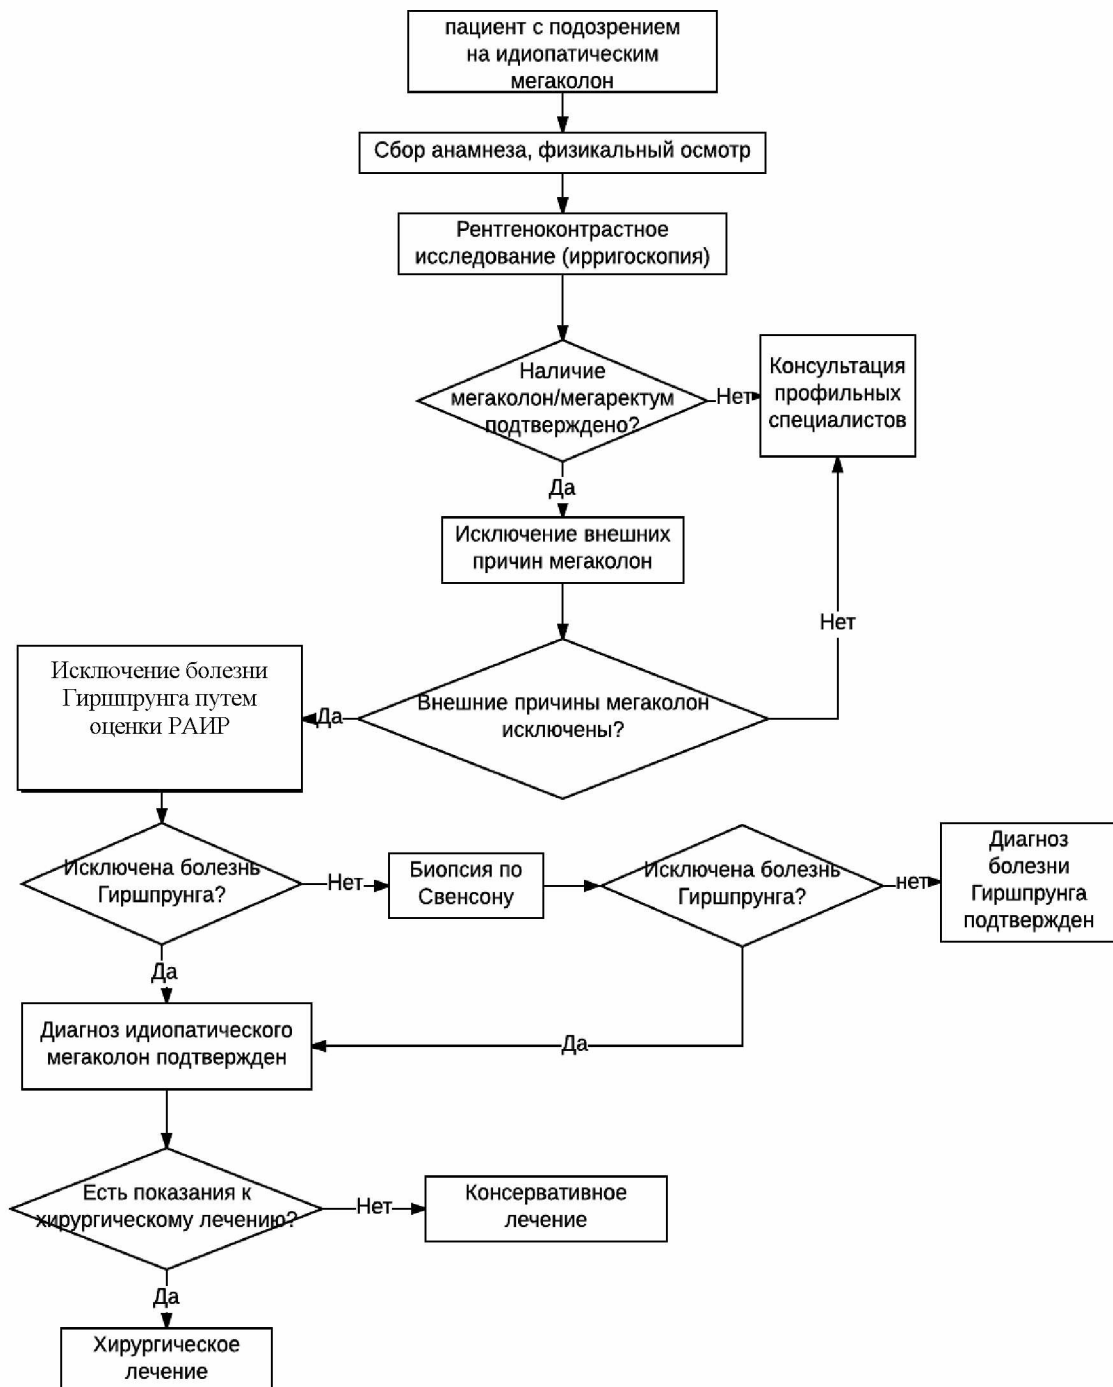 пациент с подозрением
на идиопатическим
мегаколон
Сбор анамнеза, физикальный осмотр
Рентгеноконтрастное
исследование (ирригоскопия)
Наличие
мегаколон/мегаректум
подтверждено?
Нет
Консультация
профильных
специалистов
Да
Исключение внешних
причин мегаколон
Нет
Внешние причины мегаколон
исключены?
Да
Исключение болезни
Гиршпрунга путем
оценки РАИР
Исключена болезнь
Гиршпрунга?
Нет
Биопсия по
Свенсону
Исключена болезнь
Гиршпрунга?
нет
Диагноз
болезни
Гиршпрунга
подтвержден
Да
Да
Диагноз идиопатического
мегаколон подтвержден
Есть показания к
хирургическому лечению?
Нет
Консервативное
лечение
Да
Хирургическое
лечение